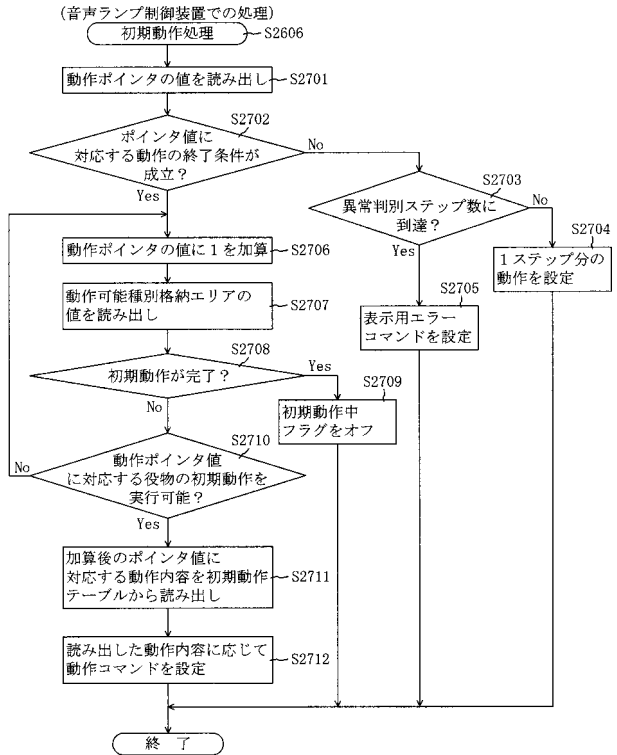 (音声ランプ制御装置での処理)
初期動作処理
S2606
動作ポインタの値を読み出し
S2701
S2702
ポインタ値に
対応する動作の終了条件が
成立?
No
Yes
S2703
異常判別ステップ数に
到達?
No
Yes
S2704
1ステップ分の
動作を設定
S2705
表示用エラー
コマンドを設定
動作ポインタの値に1を加算
S2706
動作可能種別格納エリアの
値を読み出し
S2707
S2708
初期動作が完了?
Yes
No
S2709
初期動作中
フラグをオフ
S2710
動作ポインタ値
に対応する役物の初期動作を
実行可能?
No
Yes
加算後のポインタ値に
対応する動作内容を初期動作
テーブルから読み出し
S2711
読み出した動作内容に応じて
動作コマンドを設定
S2712
終 了